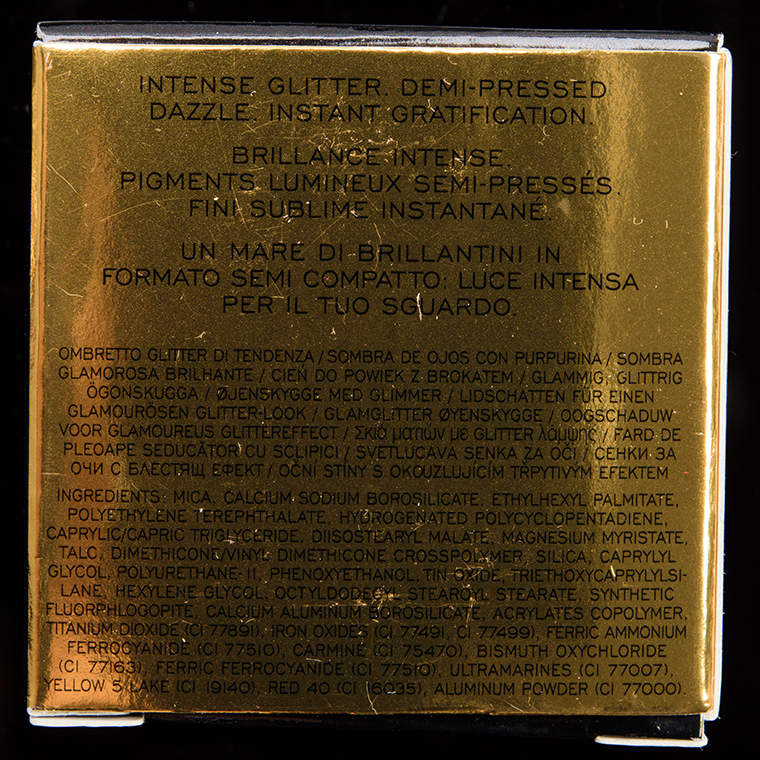 INTENSE GLITTER. DEMI-PRESSED
DAZZLE. INSTANT GRATIFICATION.
BRILLANCE INTENSE.
PIGMENTS LUMINEUX SEMI-PRESSÉS.
FINI SUBLIME INSTANTANÉ.
UN MARE DI BRILLANTINI IN
FORMATO SEMI COMPATTO: LUCE INTENSA
PER IL TUO SGUARDO.
OMBRETTO GLITTER DI TENDENZA / SOMBRA DE OJOS CON PURPURINA / SOMBRA
GLAMOROSA BRILHANTE / CIEŃ DO POWIEK Z BROKATEM / GLAMMIG, GLITTRIG
ÖGONSKUGGA / ØJENSKYGGE MED GLIMMER / LIDSCHATTEN FÜR EINEN
GLAMOURÖSEN GLITTER-LOOK / GLAMGLITTER ØYENSKYGGE / OOGSCHADUW
VOOR GLAMOUREUS GLITTEREFFECT / Σκιά ματιών με GLITTER λάμψης / FARD DE
PLEOAPE SEDUCĂTOR CU SCLIPICI / SVETLUCAVA SENKA ZA OČI / СЕНКИ ЗА
ОЧИ С БЛЕСТЯЩ ЕФЕКТ / OČNÍ STÍNY S OKOUZLUJÍCÍM TŘPYTIVÝM EFEKTEM
INGREDIENTS: MICA, CALCIUM SODIUM BOROSILICATE, ETHYLHEXYL PALMITATE,
POLYETHYLENE TEREPHTHALATE, HYDROGENATED POLYCYCLOPENTADIENE,
CAPRYLIC/CAPRIC TRIGLYCERIDE, DIISOSTEARYL MALATE, MAGNESIUM MYRISTATE,
TALC, DIMETHICONE/VINYL DIMETHICONE CROSSPOLYMER, SILICA, CAPRYLYL
GLYCOL, POLYURETHANE-11, PHENOXYETHANOL, TIN OXIDE, TRIETHOXYCAPRYLYLSI-
LANE, HEXYLENE GLYCOL, OCTYLDODECYL STEAROYL STEARATE, SYNTHETIC
FLUORPHLOGOPITE, CALCIUM ALUMINUM BOROSILICATE, ACRYLATES COPOLYMER,
TITANIUM DIOXIDE (CI 77891), IRON OXIDES (CI 77491, CI 77499), FERRIC AMMONIUM
FERROCYANIDE (CI 77510), CARMINE (CI 75470), BISMUTH OXYCHLORIDE
(CI 77163), FERRIC FERROCYANIDE (CI 77510), ULTRAMARINES (CI 77007),
YELLOW 5 LAKE (CI 19140), RED 40 (CI 16035), ALUMINUM POWDER (CI 77000).